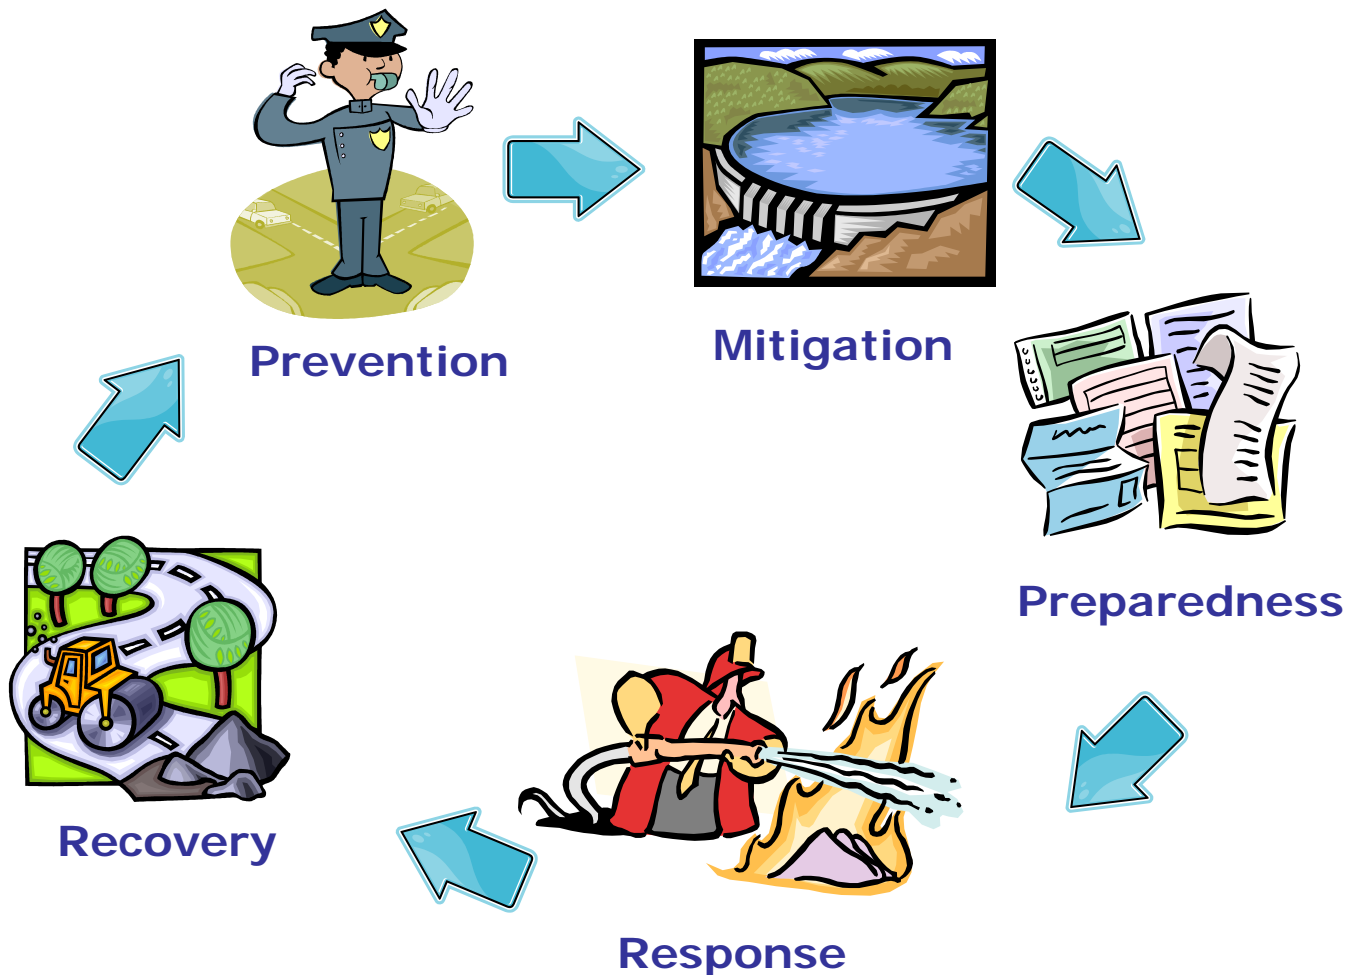 Prevention
Mitigation
Preparedness
Response
Recovery